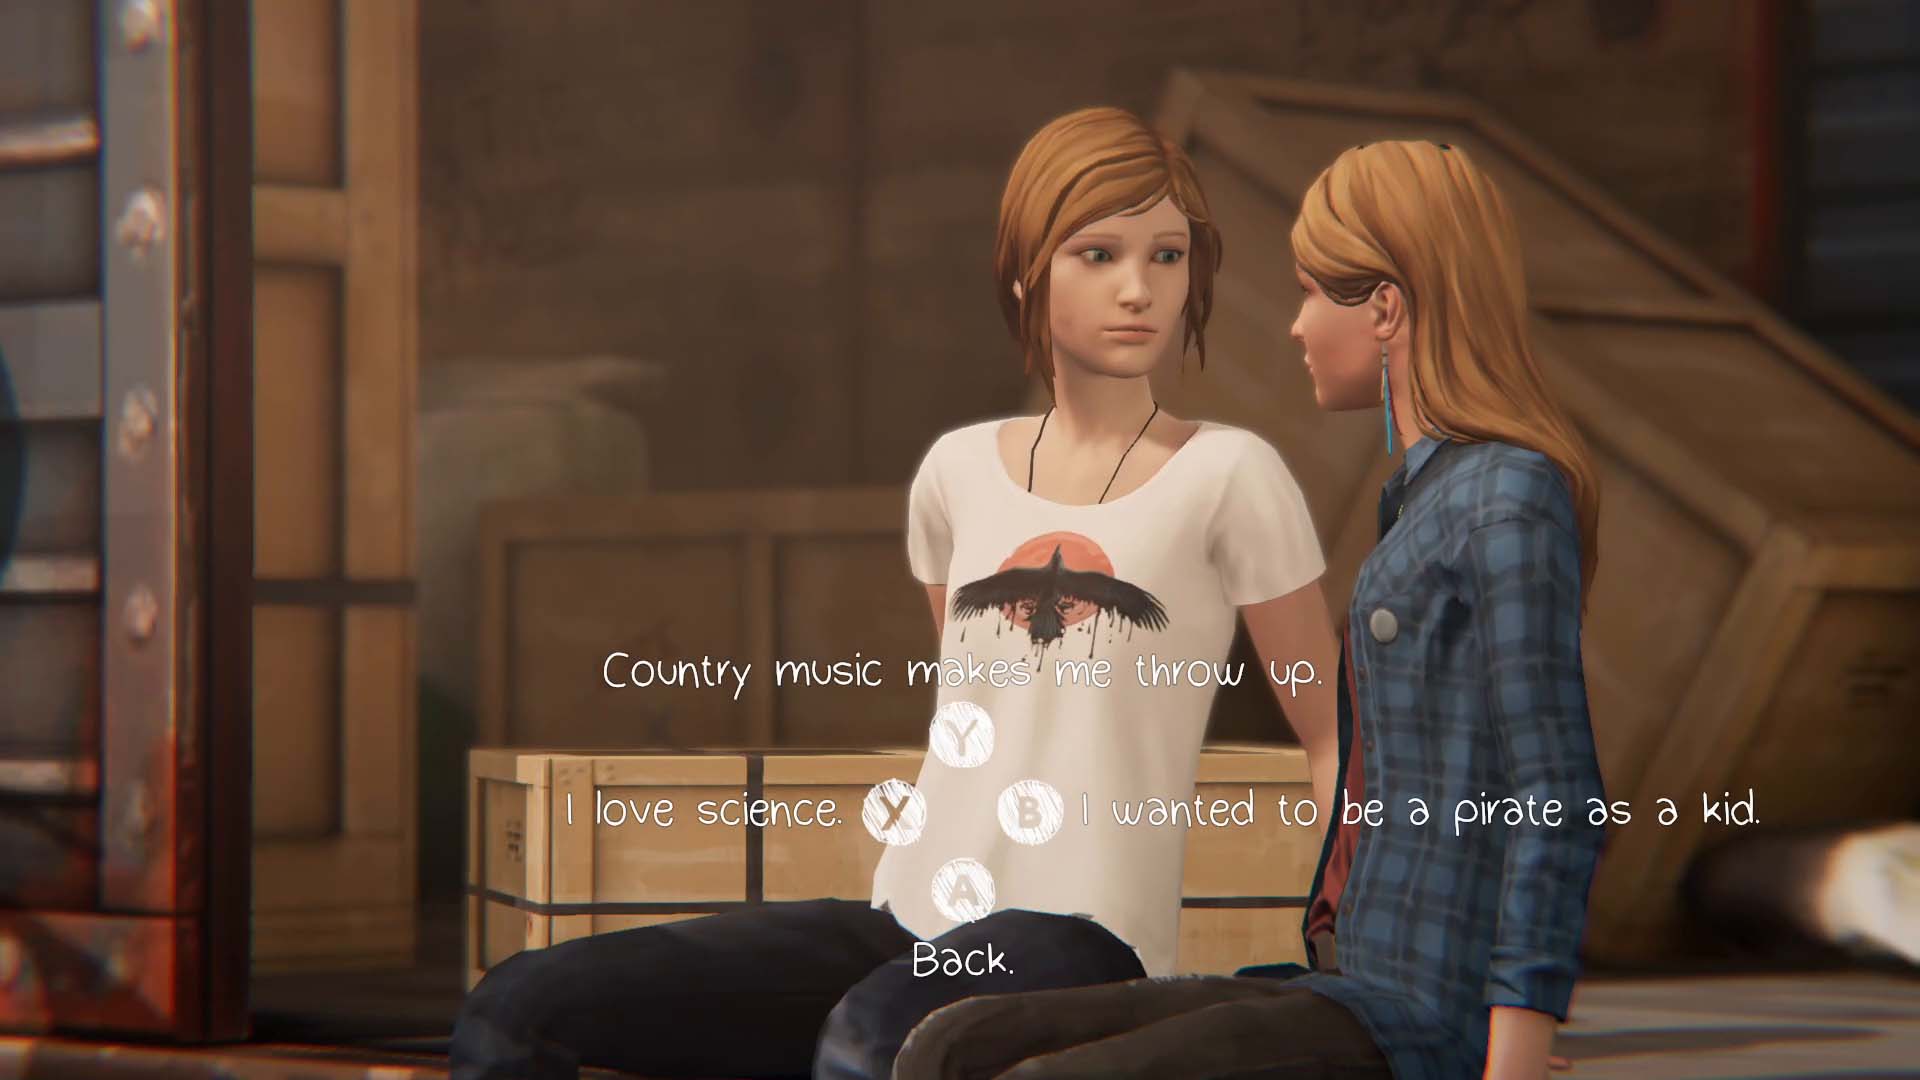 Country music makes me throw up.
Y
I love science. X B I wanted to be a pirate as a kid.
A
Back.